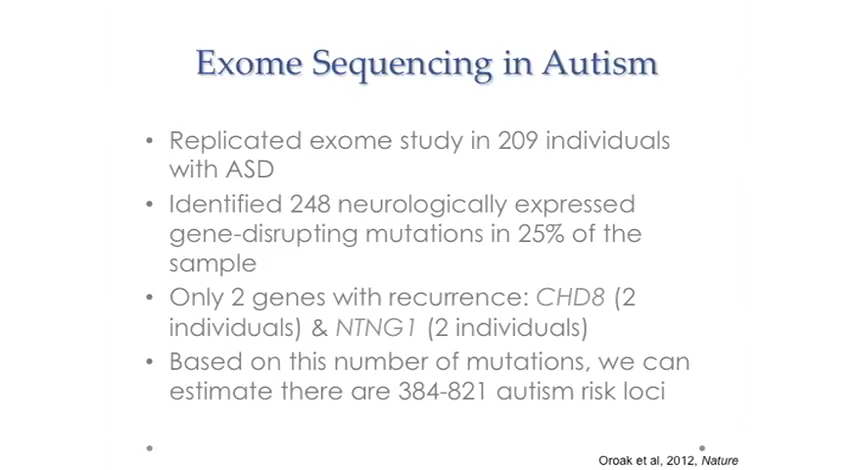 Exome Sequencing in Autism
• Replicated exome study in 209 individuals
with ASD
• Identified 248 neurologically expressed
gene-disrupting mutations in 25% of the
sample
• Only 2 genes with recurrence: CHD8 (2
individuals) & NTNG1 (2 individuals)
• Based on this number of mutations, we can
estimate there are 384-821 autism risk loci
Oroak et al, 2012, Nature